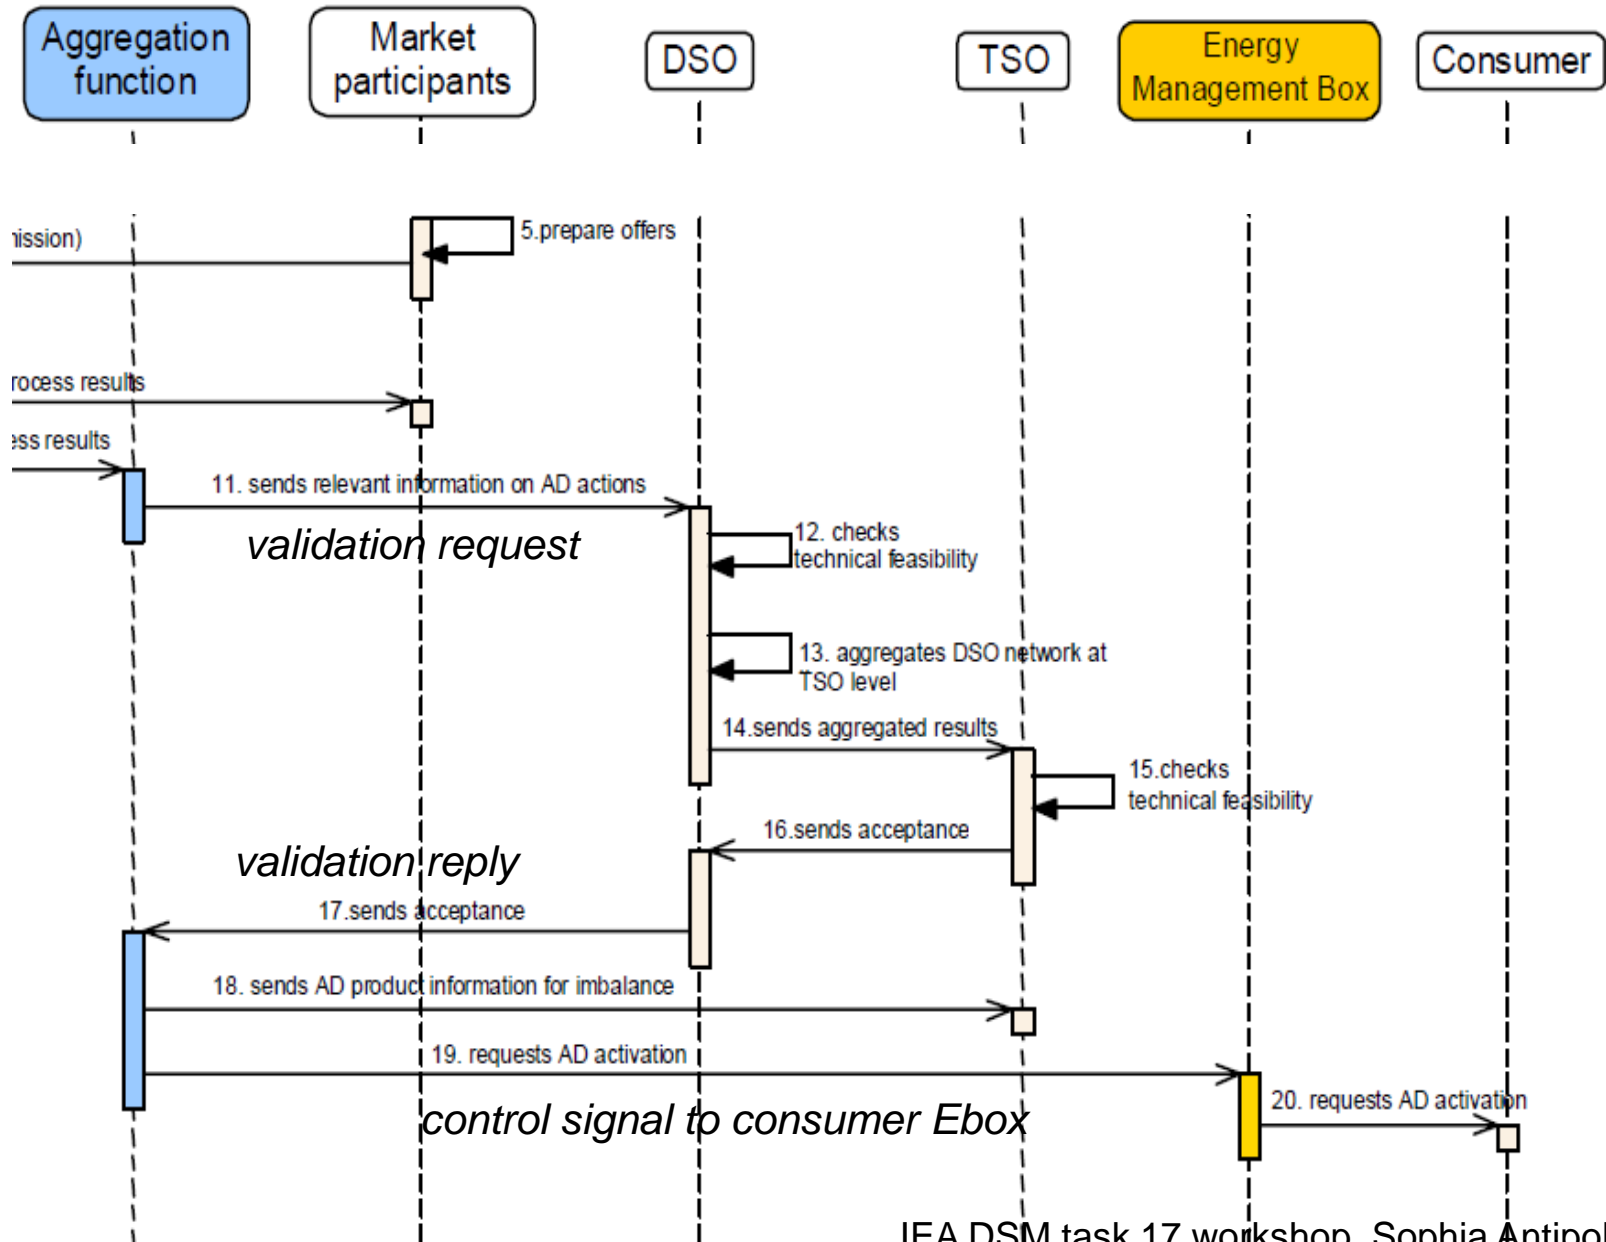 Aggregation
function
Market
participants
DSO
TSO
Energy
Management Box
Consumer
5.prepare offers
results
results
11. sends relevant information on AD actions
validation request
12. checks
technical feasibility
13. aggregates DSO network at
TSO level
14.sends aggregated results
15.checks
technical feasibility
16.sends acceptance
validation reply
17.sends acceptance
18. sends AD product information for imbalance
19. requests AD activation
20. requests AD activation
control signal to consumer Ebox
IEA DSM task 17 workshop, Sophia